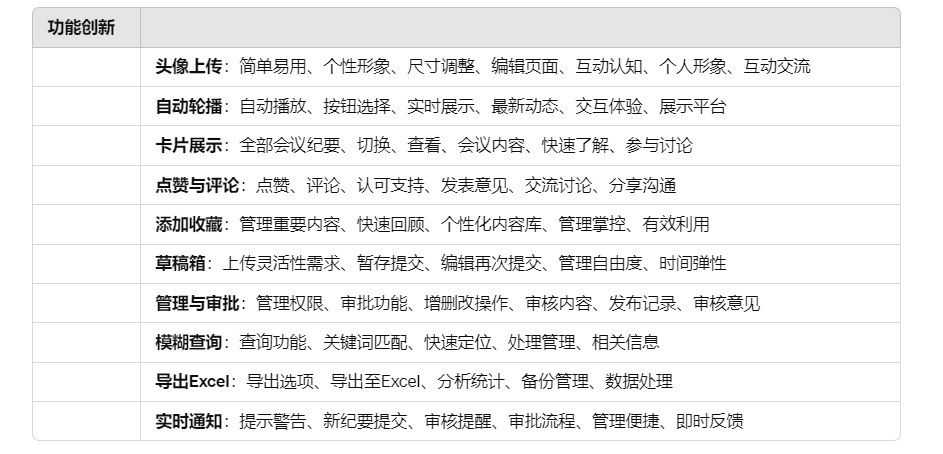 功能创新
头像上传：简单易用、个性形象、尺寸调整、编辑页面、互动认知、个人形象、互动交流
自动轮播：自动播放、按钮选择、实时展示、最新动态、交互体验、展示平台
卡片展示：全部会议纪要、切换、查看、会议内容、快速了解、参与讨论
点赞与评论：点赞、评论、认可支持、发表意见、交流讨论、分享沟通
添加收藏：管理重要内容、快速回顾、个性化内容库、管理掌控、有效利用
草稿箱：上传灵活性需求、暂存提交、编辑再次提交、管理自由度、时间弹性
管理与审批：管理权限、审批功能、增删改操作、审核内容、发布记录、审核意见
模糊查询：查询功能、关键词匹配、快速定位、处理管理、相关信息
导出Excel：导出选项、导出至Excel、分析统计、备份管理、数据处理
实时通知：提示警告、新纪要提交、审核提醒、审批流程、管理便捷、即时反馈